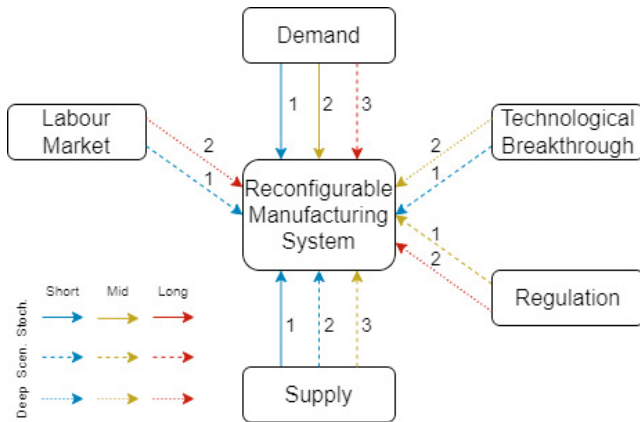 Demand
1
2
3
Labour
Market
2
1
Technological
Breakthrough
2
1
Reconfigurable
Manufacturing
System
1
2
Regulation
Short
Mid
Long
Stoch.
Scen.
Deep
1
2
3
Supply